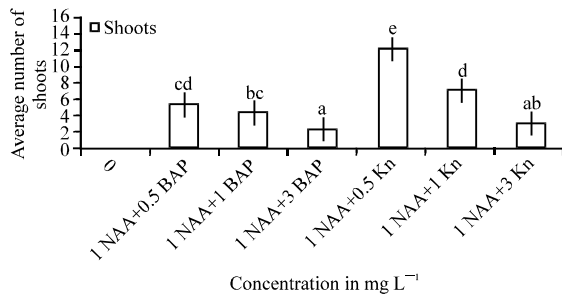 Average number of
shoots
16
14
12
10
8
6
4
2
0
Shoots
cd
bc
a
e
d
ab
0
1 NAA+0.5 BAP
1 NAA+1 BAP
1 NAA+3 BAP
1 NAA+0.5 Kn
1 NAA+1 Kn
1 NAA+3 Kn
Concentration in mg L⁻¹